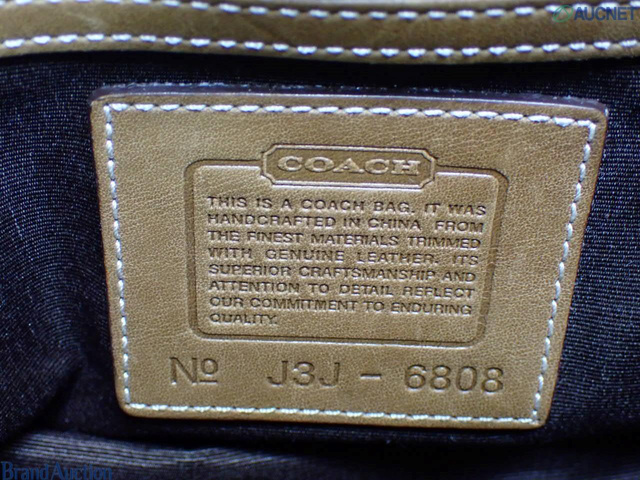 AUCNET
COACH
THIS IS A COACH BAG. IT WAS
HANDCRAFTED IN CHINA FROM
THE FINEST MATERIALS TRIMMED
WITH GENUINE LEATHER. ITS
SUPERIOR CRAFTSMANSHIP AND
ATTENTION TO DETAIL REFLECT
OUR COMMITMENT TO ENDURING
QUALITY.
Nº J3J - 6808
Brand Auction